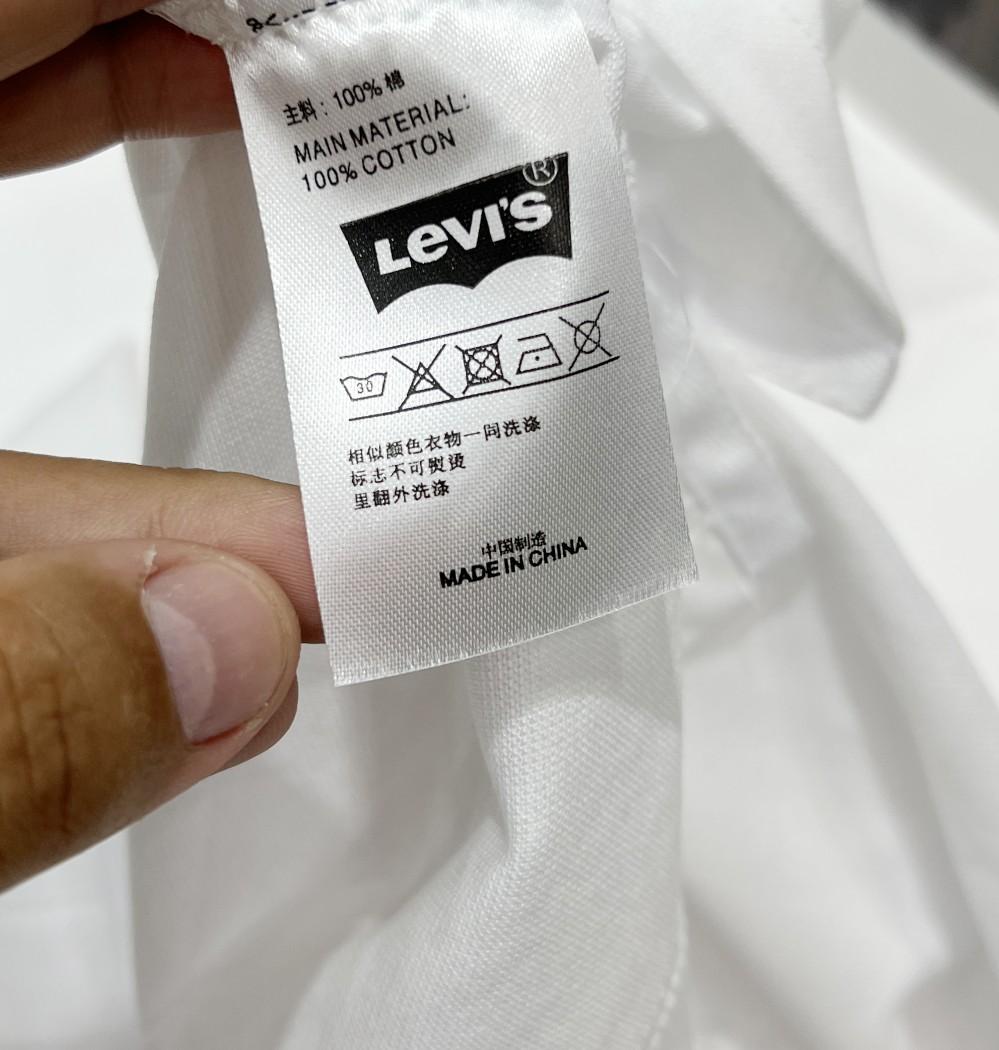 主料：100% 棉
MAIN MATERIAL:
100% COTTON
LEVI'S®
30
相似颜色衣物一同洗涤
标志不可熨烫
里翻外洗涤
中国制造
MADE IN CHINA